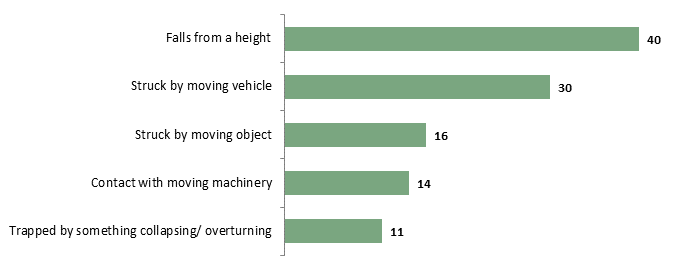 Falls from a height 40
Struck by moving vehicle 30
Struck by moving object 16
Contact with moving machinery 14
Trapped by something collapsing/ overturning 11